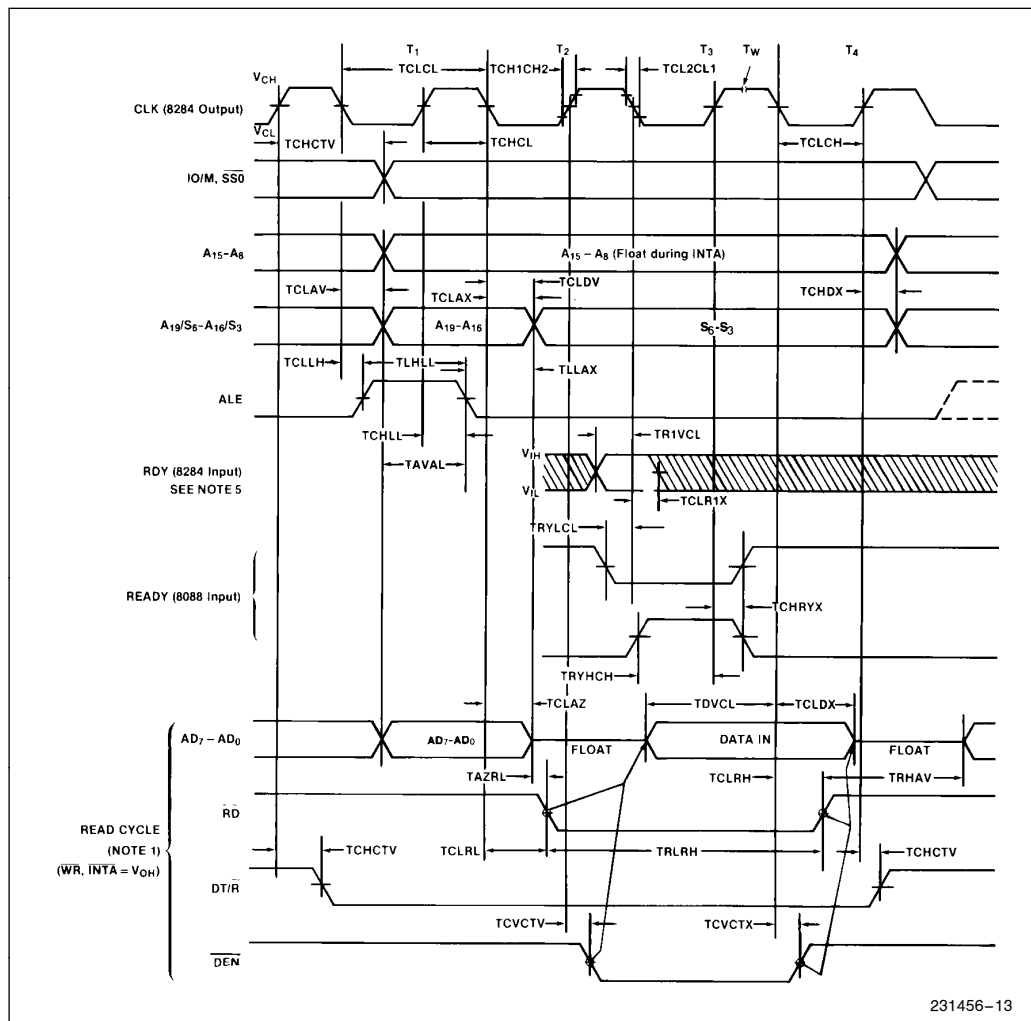 T1 T2 T3 TW T4
TCLCL TCH1CH2 TCL2CL1
VCH
CLK (8284 Output)
VCL
TCHCTV TCHCL TCLCH
IO/M, SS0
A15-A8 A15 - A8 (Float during INTA)
TCLDV
TCLAV TCLAX TCHDX
A19/S6-A16/S3 A19-A16 S6-S3
TCLLH TLHLL TLLAX
ALE
TCHLL TR1VCL
TAVAL
RDY (8284 Input) VIH
SEE NOTE 5 VIL
TCLR1X
TRYLCL
READY (8088 Input)
TCHRYX
TRYHCH
TCLAZ TDVCL TCLDX
AD7 - AD0 AD7-AD0 FLOAT DATA IN FLOAT
TAZRL TCLRH TRHAV
RD
READ CYCLE
(NOTE 1)
(WR, INTA = VOH)
TCHCTV TCLRL TRLRH TCHCTV
DT/R
TCVCTV TCVCTX
DEN
231456-13